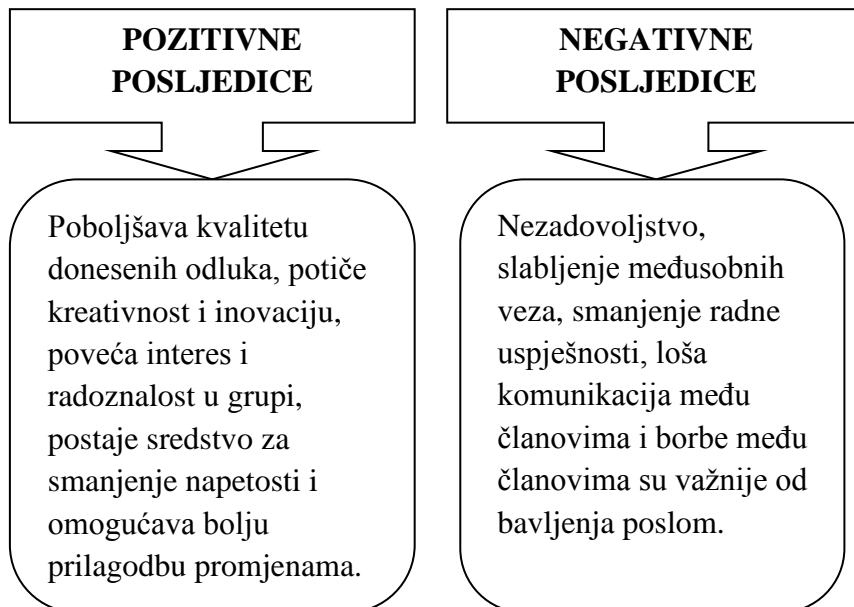 POZITIVNE
POSLJEDICE
Poboljšava kvalitetu
donesenih odluka, potiče
kreativnost i inovaciju,
poveća interes i
radoznalost u grupi,
postaje sredstvo za
smanjenje napetosti i
omogućava bolju
prilagodbu promjenama.
NEGATIVNE
POSLJEDICE
Nezadovoljstvo,
slabljenje međusobnih
veza, smanjenje radne
uspješnosti, loša
komunikacija među
članovima i borbe među
članovima su važnije od
bavljenja poslom.